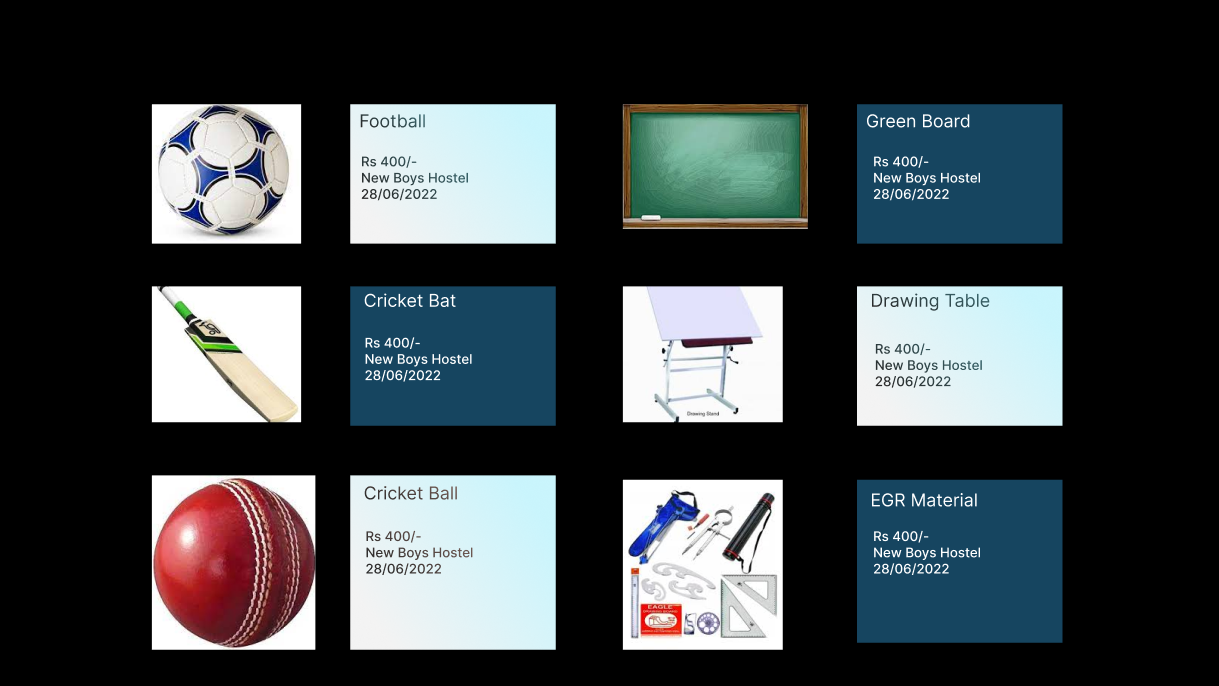 Football
Rs 400/-
New Boys Hostel
28/06/2022
Green Board
Rs 400/-
New Boys Hostel
28/06/2022
Cricket Bat
Rs 400/-
New Boys Hostel
28/06/2022
Drawing Stand
Drawing Table
Rs 400/-
New Boys Hostel
28/06/2022
Cricket Ball
Rs 400/-
New Boys Hostel
28/06/2022
EAGLE
EGR Material
Rs 400/-
New Boys Hostel
28/06/2022